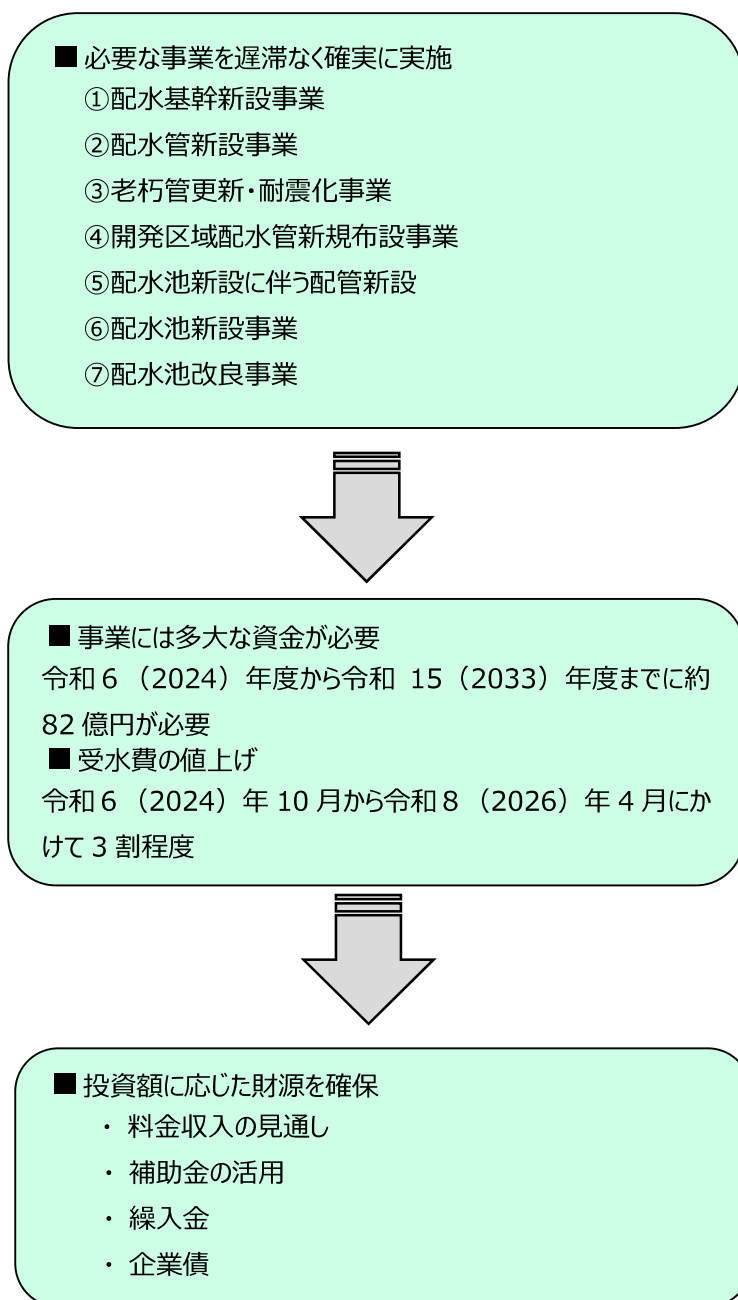 ■ 必要な事業を遅滞なく確実に実施
①配水基幹新設事業
②配水管新設事業
③老朽管更新・耐震化事業
④開発区域配水管新規布設事業
⑤配水池新設に伴う配管新設
⑥配水池新設事業
⑦配水池改良事業
■ 事業には多大な資金が必要
令和6（2024）年度から令和 15（2033）年度までに約
82 億円が必要
■ 受水費の値上げ
令和6（2024）年 10 月から令和8（2026）年 4 月にか
けて 3 割程度
■ 投資額に応じた財源を確保
・ 料金収入の見通し
・ 補助金の活用
・ 繰入金
・ 企業債